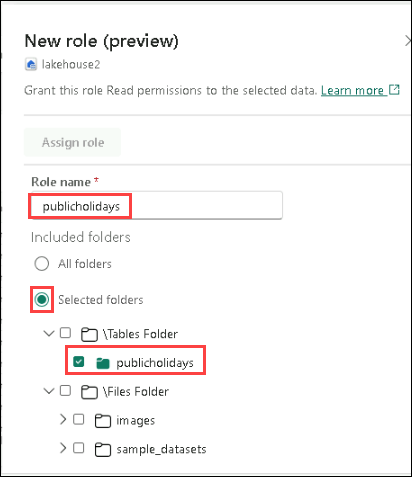 New role (preview)
lakehouse2
Grant this role Read permissions to the selected data. Learn more
Assign role
Role name *
publicholidays
Included folders
All folders
Selected folders
\Tables Folder
publicholidays
\Files Folder
images
sample_datasets